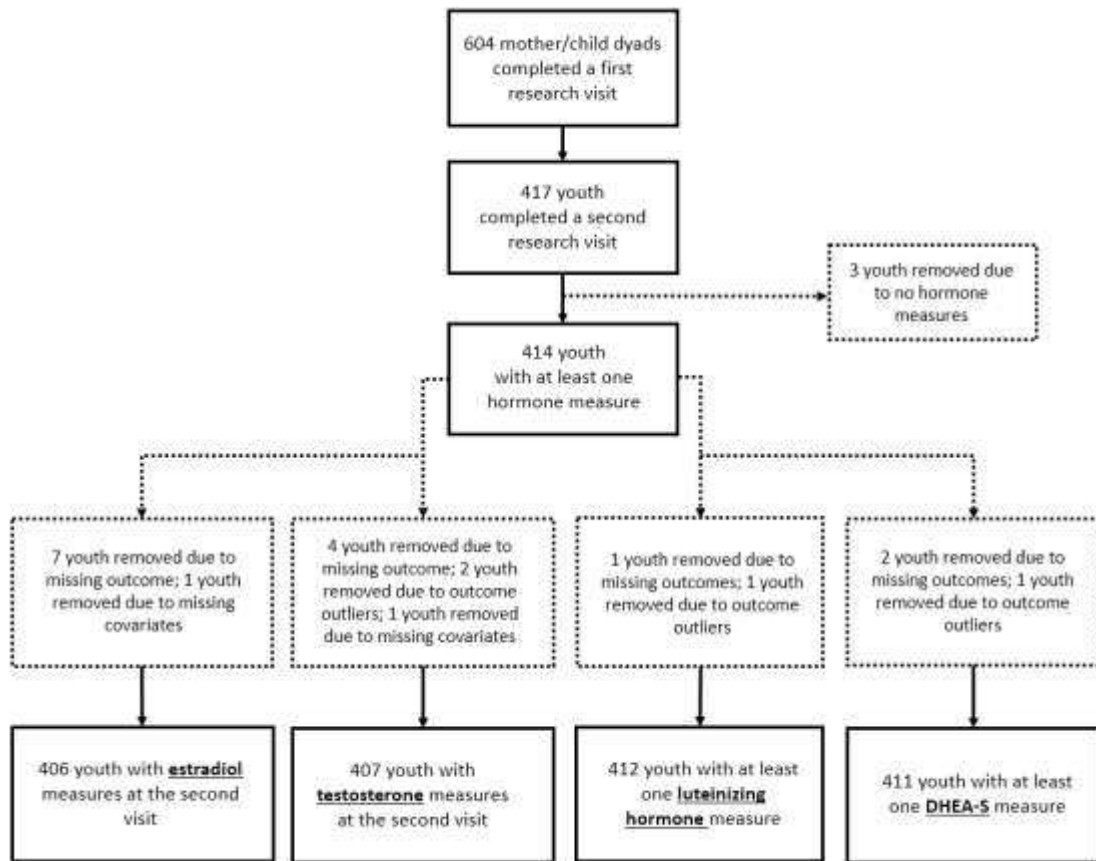 604 mother/child dyads
completed a first
research visit
417 youth
completed a second
research visit
3 youth removed due
to no hormone
measures
414 youth
with at least one
hormone measure
7 youth removed due to
missing outcome; 1 youth
removed due to missing
covariates
4 youth removed due to
missing outcome; 2 youth
removed due to outcome
outliers; 1 youth removed
due to missing covariates
1 youth removed due to
missing outcomes; 1 youth
removed due to outcome
outliers
2 youth removed due to
missing outcomes; 1 youth
removed due to outcome
outliers
406 youth with estradiol
measures at the second
visit
407 youth with
testosterone measures
at the second visit
412 youth with at least
one luteinizing
hormone measure
411 youth with at least
one DHEA-S measure